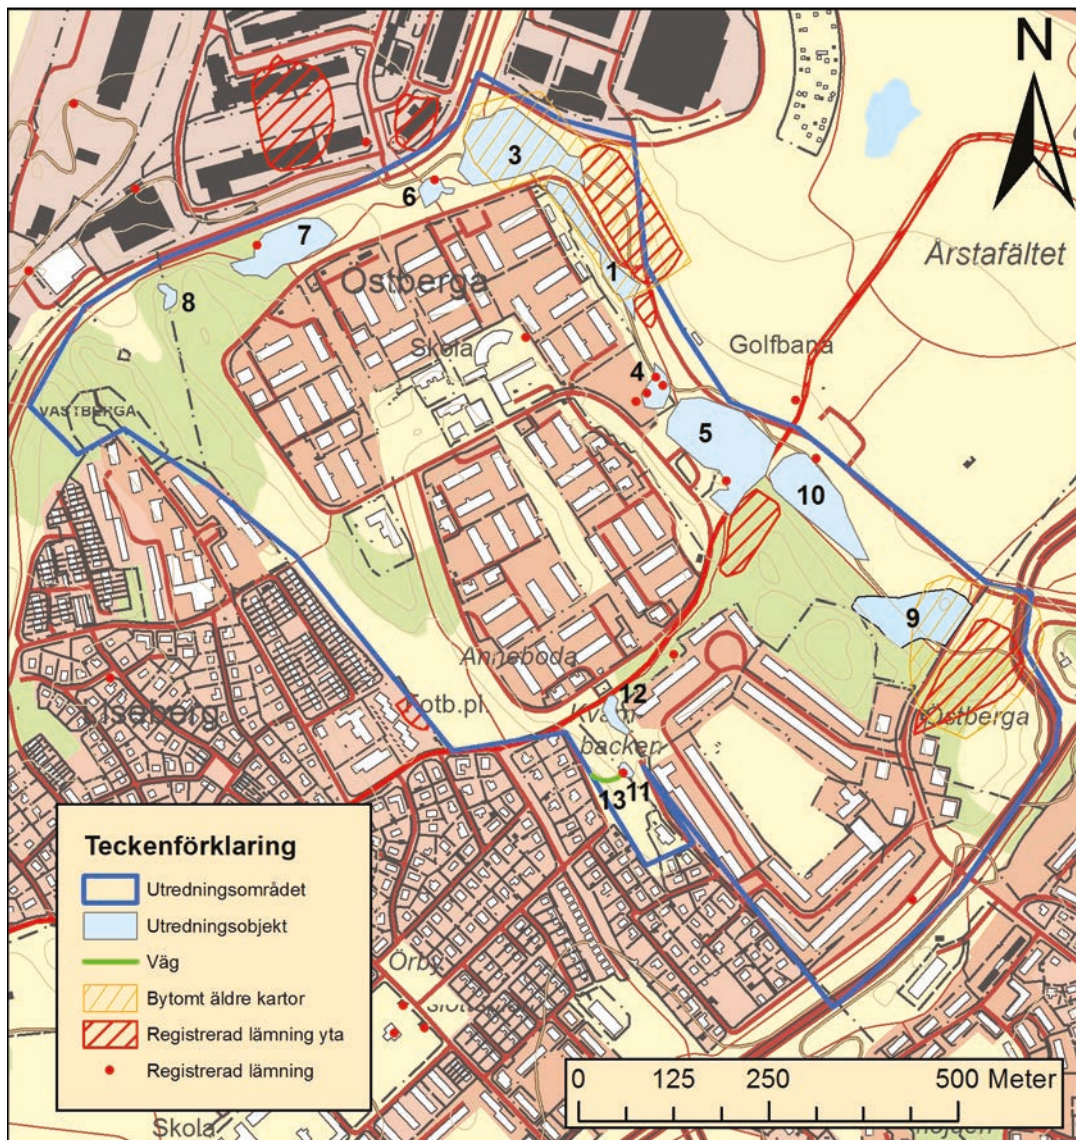 N
3
6
7
Östberga
8
1
Årstafältet
Skola
Golfbana
4
VÄSTBERGA
5
10
9
Anneboda
Liseberg
Fotb.pl.
12
Östberga
backen
13
11
Teckenförklaring
Utredningsområdet
Utredningsobjekt
Väg
Bytomt äldre kartor
Registrerad lämning yta
Registrerad lämning
Örby
0 125 250 500 Meter
Skola